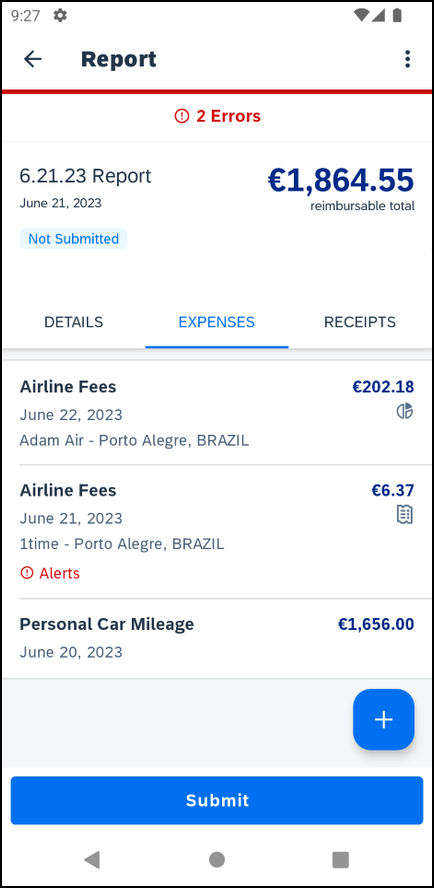 9:27
Report
2 Errors
6.21.23 Report
€1,864.55
June 21, 2023
reimbursable total
Not Submitted
DETAILS
EXPENSES
RECEIPTS
Airline Fees
€202.18
June 22, 2023
Adam Air - Porto Alegre, BRAZIL
Airline Fees
€6.37
June 21, 2023
1time - Porto Alegre, BRAZIL
Alerts
Personal Car Mileage
€1,656.00
June 20, 2023
Submit